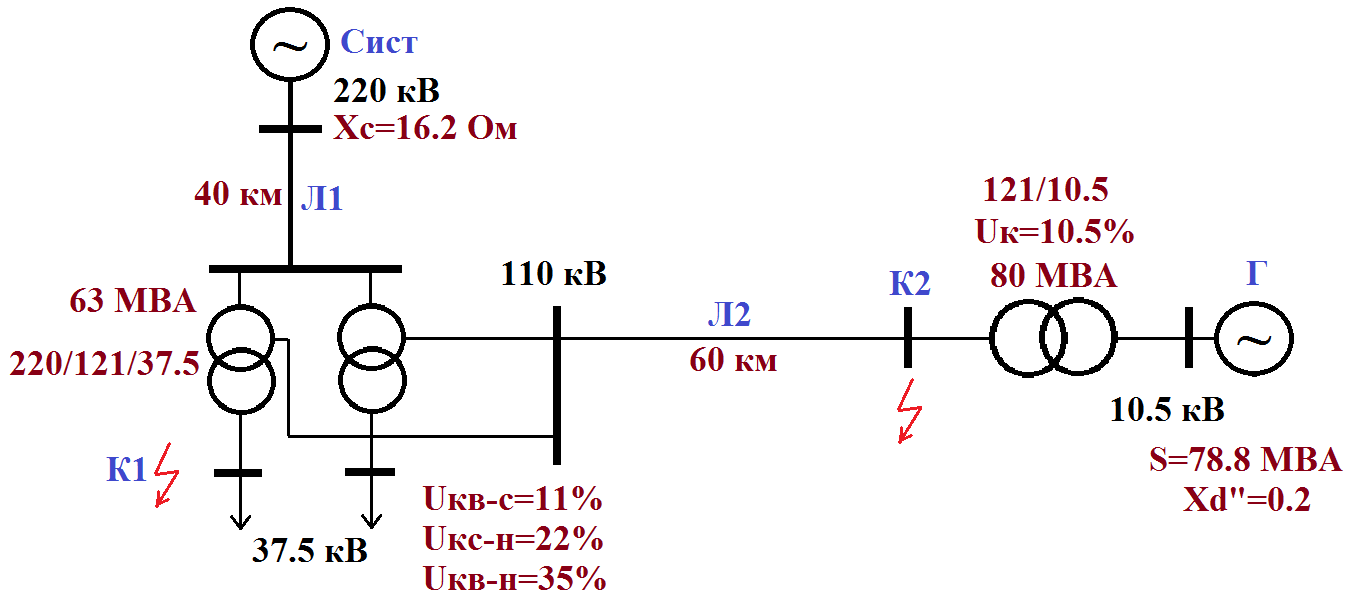 Сист
220 кВ
Xс=16.2 Ом
40 км
Л1
63 МВА
220/121/37.5
К1
37.5 кВ
110 кВ
Uкв-с=11%
Uкс-н=22%
Uкв-н=35%
Л2
60 км
К2
121/10.5
Uк=10.5%
80 МВА
Г
~
~
10.5 кВ
S=78.8 МВА
Xd"=0.2